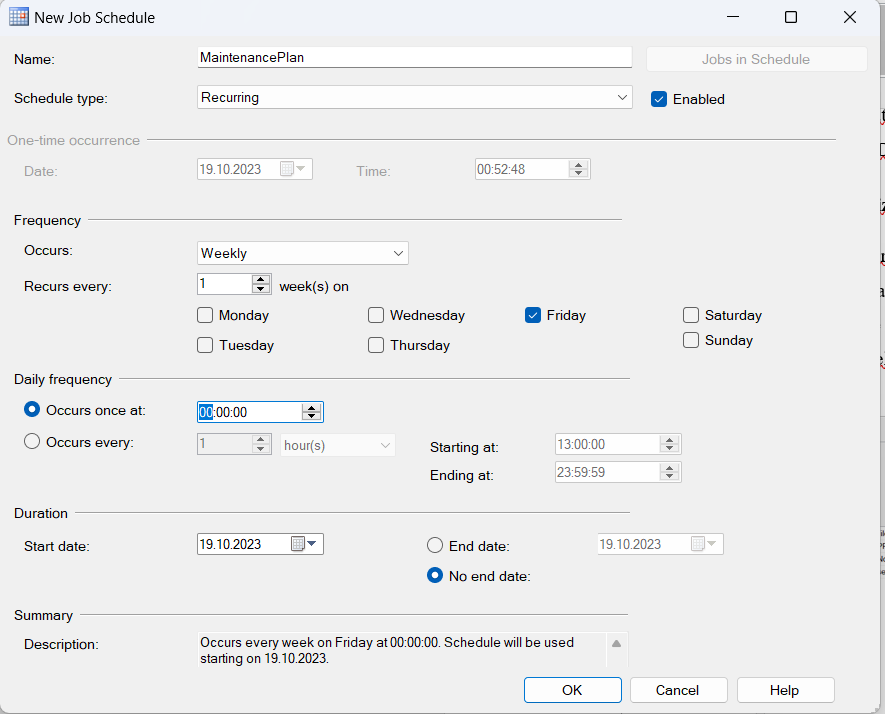 New Job Schedule
Name: MaintenancePlan Jobs in Schedule
Schedule type: Recurring Enabled
One-time occurrence
Date: 19.10.2023 Time: 00:52:48
Frequency
Occurs: Weekly
Recurs every: 1 week(s) on
Monday Wednesday Friday Saturday
Tuesday Thursday Sunday
Daily frequency
Occurs once at: 00:00:00
Occurs every: 1 hour(s) Starting at: 13:00:00
Ending at: 23:59:59
Duration
Start date: 19.10.2023 End date: 19.10.2023
No end date:
Summary
Description: Occurs every week on Friday at 00:00:00. Schedule will be used
starting on 19.10.2023.
OK Cancel Help